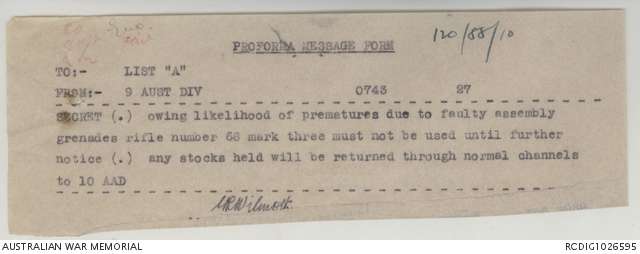 120/88/10
PROFORMA MESSAGE FORM
TO:- LIST "A"
FROM:- 9 AUST DIV 0743 27
SECRET (.) owing likelihood of prematures due to faulty assembly
grenades rifle number 68 mark three must not be used until further
notice (.) any stocks held will be returned through normal channels
to 10 AAD
AUSTRALIAN WAR MEMORIAL RCDIG1026595